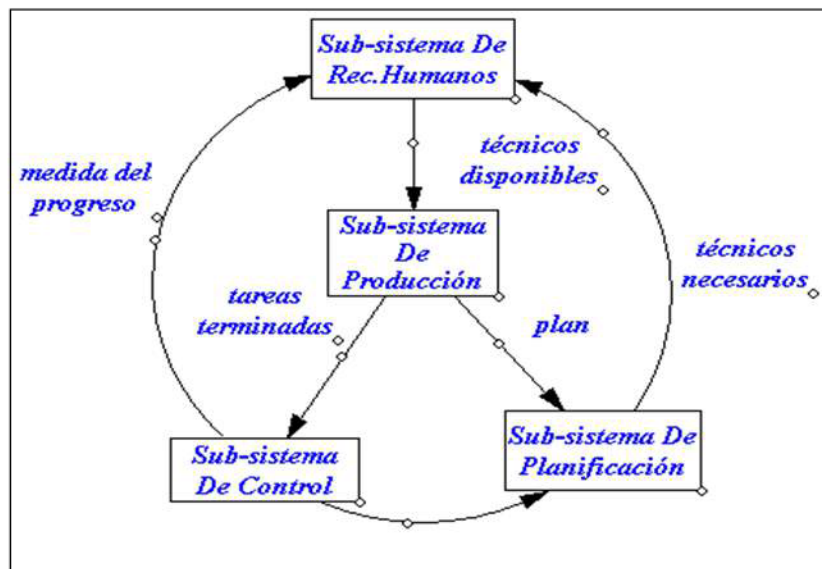 Sub-sistema De
Rec.Humanos
medida del
progreso
técnicos
disponibles
Sub-sistema
De
Producción
técnicos
necesarios
tareas
terminadas
plan
Sub-sistema
De Control
Sub-sistema De
Planificación